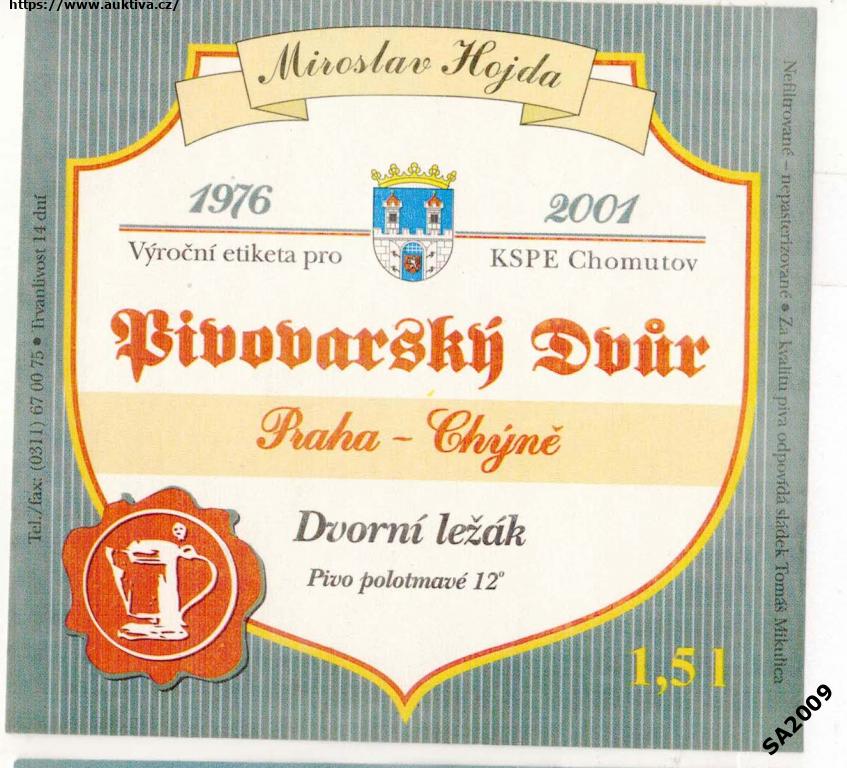 https://www.auktiva.cz/
Miroslav Hojda
1976
2001
Výroční etiketa pro
KSPE Chomutov
Pivovarský Dvůr
Praha - Chýně
Dvorní ležák
Pivo polotmavé 12°
1,5 l
Tel./fax: (0311) 67 00 75 • Trvanlivost 14 dní
Nefiltrované – nepasterizované • Za kvalitu piva odpovídá sládek Tomáš Mikulica
SA2009